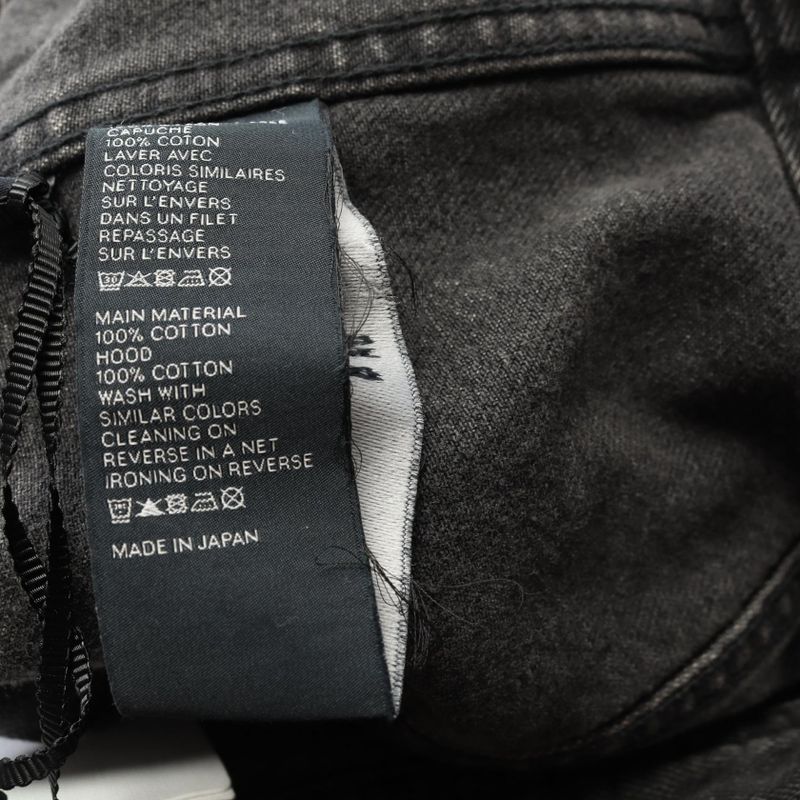 CAPUCHE
100% COTON
LAVER AVEC
COLORIS SIMILAIRES
NETTOYAGE
SUR L'ENVERS
DANS UN FILET
REPASSAGE
SUR L'ENVERS
30
MAIN MATERIAL
100% COTTON
HOOD
100% COTTON
WASH WITH
SIMILAR COLORS
CLEANING ON
REVERSE IN A NET
IRONING ON REVERSE
MADE IN JAPAN